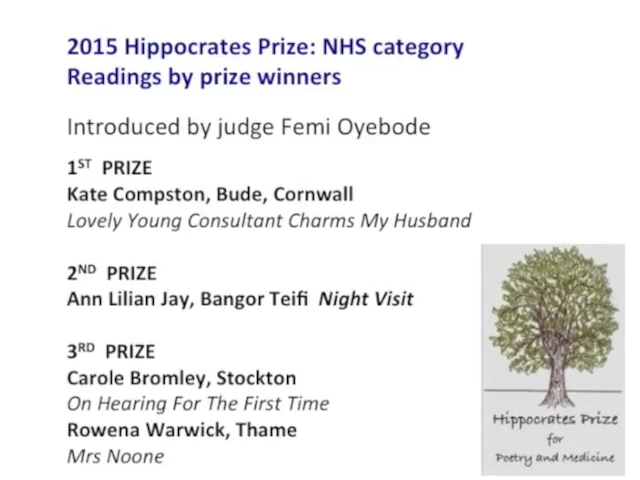 2015 Hippocrates Prize: NHS category
Readings by prize winners
Introduced by judge Femi Oyebode
1ST PRIZE
Kate Compston, Bude, Cornwall
Lovely Young Consultant Charms My Husband
2ND PRIZE
Ann Lilian Jay, Bangor Teifi Night Visit
3RD PRIZE
Carole Bromley, Stockton
On Hearing For The First Time
Rowena Warwick, Thame
Mrs Noone
Hippocrates Prize
for
Poetry and Medicine